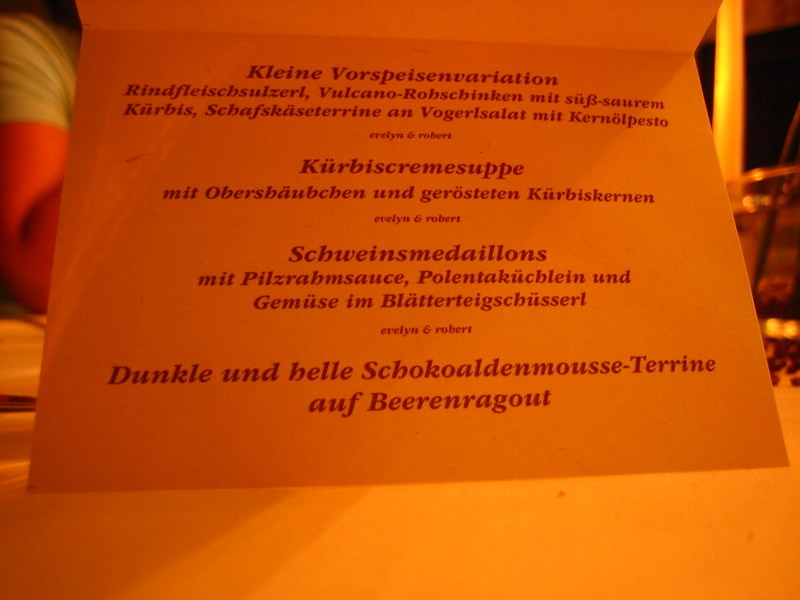 Kleine Vorspeisenvariation
Rindfleischsulzerl, Vulcano-Rohschinken mit süß-saurem
Kürbis, Schafskäseterrine an Vogerlsalat mit Kernölpesto
evelyn & robert
Kürbiscremesuppe
mit Obershäubchen und gerösteten Kürbiskernen
evelyn & robert
Schweinsmedaillons
mit Pilzrahmsauce, Polentaküchlein und
Gemüse im Blätterteigschüsserl
evelyn & robert
Dunkle und helle Schokoaldenmousse-Terrine
auf Beerenragout